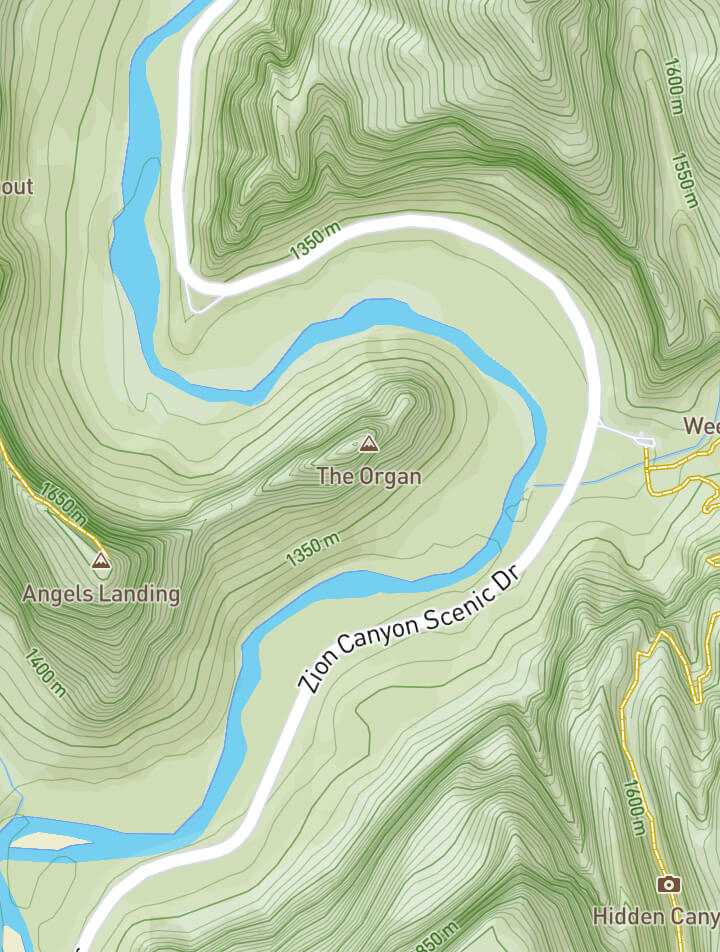 1600 m
1550 m
out
1350 m
Wee
The Organ
1650 m
1350 m
Angels Landing
Zion Canyon Scenic Dr
1400 m
1600 m
Hidden Cany
850 m